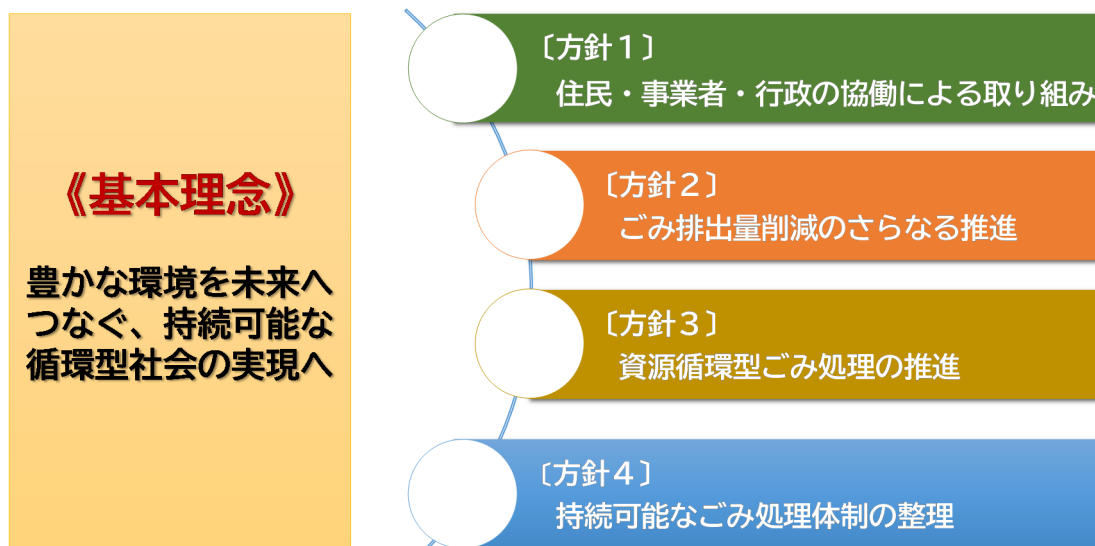 《基本理念》
豊かな環境を未来へ
つなぐ、持続可能な
循環型社会の実現へ
〔方針１〕
住民・事業者・行政の協働による取り組み
〔方針２〕
ごみ排出量削減のさらなる推進
〔方針３〕
資源循環型ごみ処理の推進
〔方針４〕
持続可能なごみ処理体制の整理